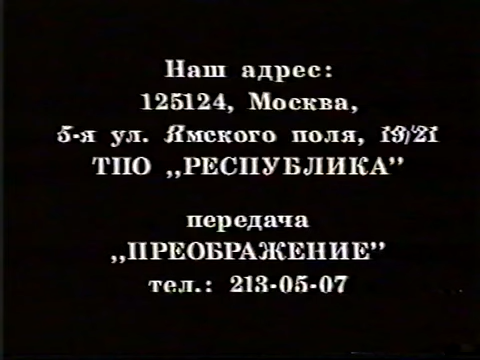 Наш адрес:
125124, Москва,
5-я ул. Ямского поля, 19/21
ТПО „РЕСПУБЛИКА”
передача
„ПРЕОБРАЖЕНИЕ”
тел.: 213-05-07